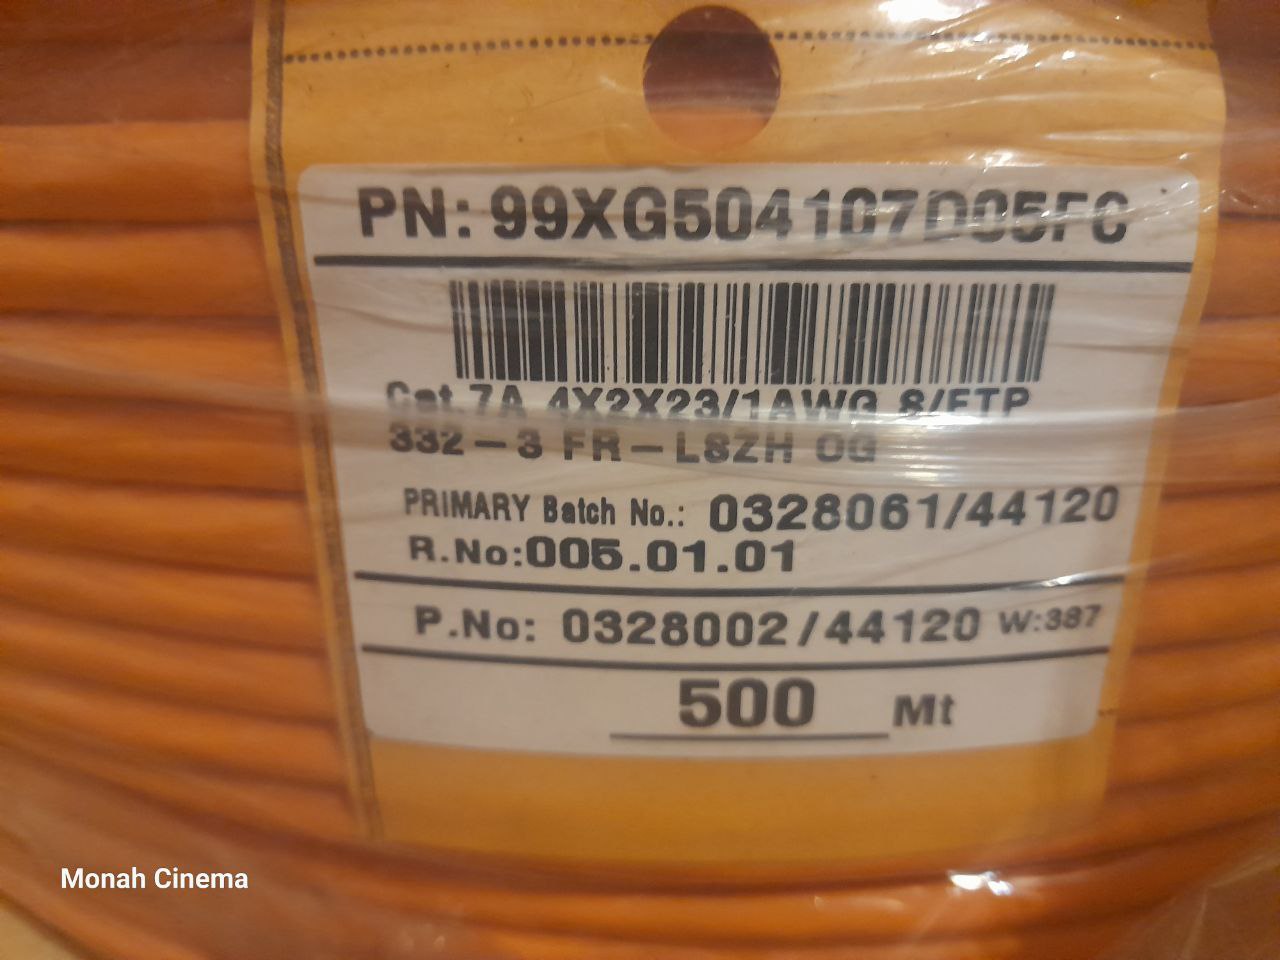 PN: 99XG504107D05FC
Cat.7A 4X2X23/1AWG S/FTP
332-3 FR-LSZH OG
PRIMARY Batch No.: 0328061/44120
R.No:005.01.01
P.No: 0328002/44120 W:387
500 Mt
Monah Cinema